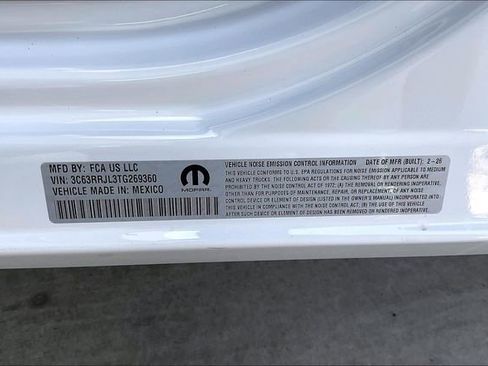 MFD BY: FCA US LLC
VIN: 3C63RRJL3TG269360
VEHICLE MADE IN: MEXICO
MOPAR
VEHICLE NOISE EMISSION CONTROL INFORMATION DATE OF MFR (BUILT): 2-26
THIS VEHICLE CONFORMS TO U.S. EPA REGULATIONS FOR NOISE EMISSION APPLICABLE TO MEDIUM
AND HEAVY TRUCKS. THE FOLLOWING ACTS OR THE CAUSING THEREOF BY ANY PERSON ARE
PROHIBITED BY THE NOISE CONTROL ACT OF 1972: (A) THE REMOVAL OR RENDERING INOPERATIVE,
OTHER THAN FOR PURPOSES OF MAINTENANCE, REPAIR, OR REPLACEMENT, OF ANY NOISE
CONTROL DEVICE OR ELEMENT OF DESIGN (LISTED IN THE OWNER'S MANUAL) INCORPORATED INTO
THIS VEHICLE IN COMPLIANCE WITH THE NOISE CONTROL ACT; (B) THE USE OF THIS VEHICLE
AFTER SUCH DEVICE OR ELEMENT OF DESIGN HAS BEEN REMOVED OR RENDERED INOPERATIVE.